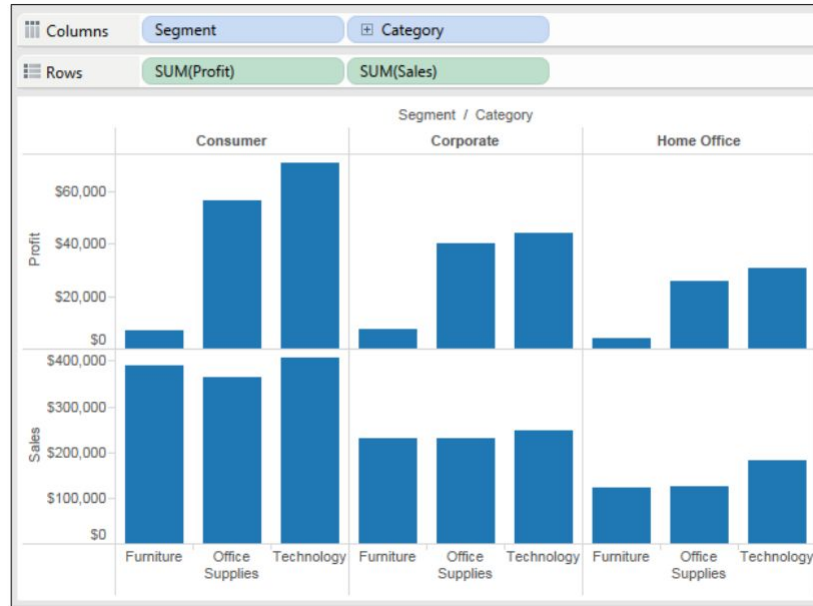 Columns Segment Category
Rows SUM(Profit) SUM(Sales)
Segment / Category
Consumer Corporate Home Office
Profit
$60,000
$40,000
$20,000
$0
Sales
$400,000
$300,000
$200,000
$100,000
$0
Furniture Office Supplies Technology Furniture Office Supplies Technology Furniture Office Supplies Technology